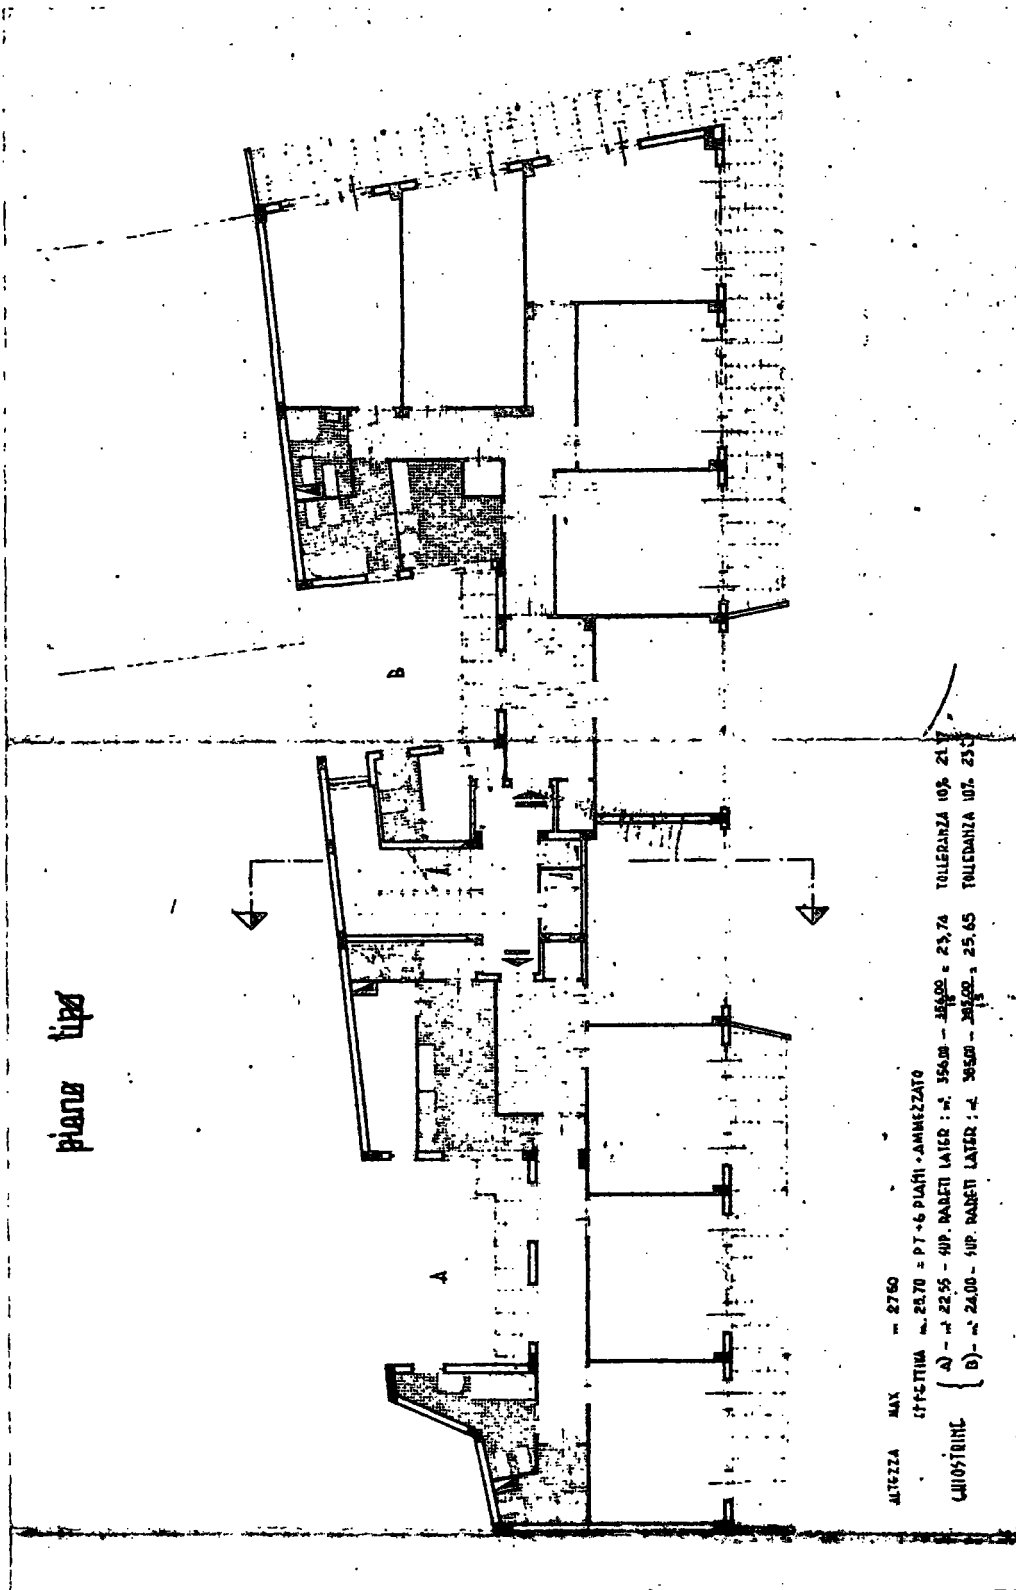 piano tipo
B
A
ALTEZZA MAX m 27.50
EFFETTIVA m. 28.70 = PT + 6 PIANI + AMMEZZATO
CHIOSTRINE
A) - m² 22,55 - SUP. PARETI LATER : m² 356.00 - 356.00/15 = 23,74 TOLLERANZA 10%
B) - m² 24,00 - SUP. PARETI LATER : m² 385.00 - 385.00/15 = 25.65 TOLLERANZA 10%